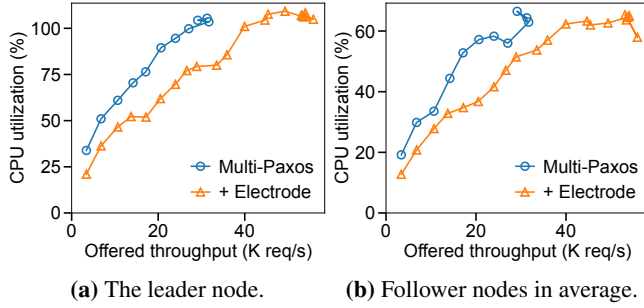 CPU utilization (%)
100
75
50
25
0
0
20
40
Offered throughput (K req/s)
Multi-Paxos
+ Electrode
(a) The leader node.
CPU utilization (%)
60
40
20
0
0
20
40
Offered throughput (K req/s)
Multi-Paxos
+ Electrode
(b) Follower nodes in average.